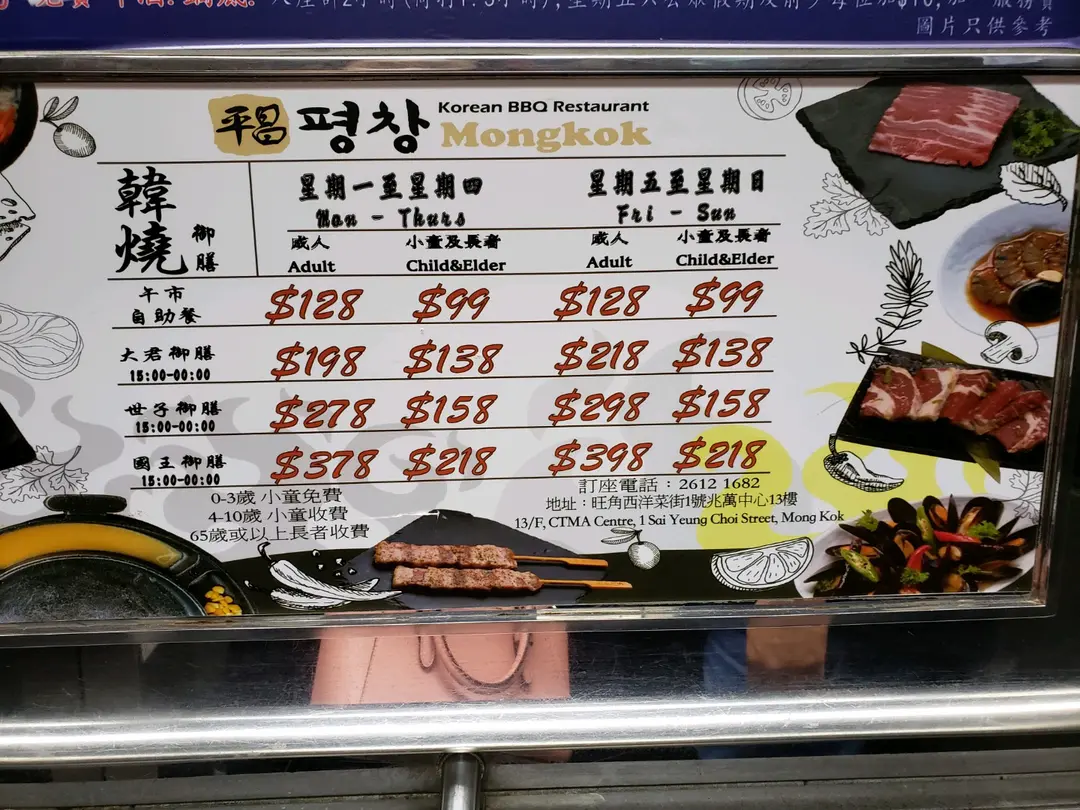 圖片只供參考
平昌 평창 Korean BBQ Restaurant
Mongkok
韓燒御膳
星期一至星期四 星期五至星期日
Mon - Thurs Fri - Sun
成人 小童及長者 成人 小童及長者
Adult Child&Elder Adult Child&Elder
午市自助餐 $128 $99 $128 $99
大君御膳 15:00-00:00 $198 $138 $218 $138
世子御膳 15:00-00:00 $278 $158 $298 $158
國王御膳 15:00-00:00 $378 $218 $398 $218
0-3歲 小童免費
4-10歲 小童收費
65歲或以上長者收費
訂座電話：2612 1682
地址：旺角西洋菜街1號兆萬中心13樓
13/F, CTMA Centre, 1 Sai Yeung Choi Street, Mong Kok